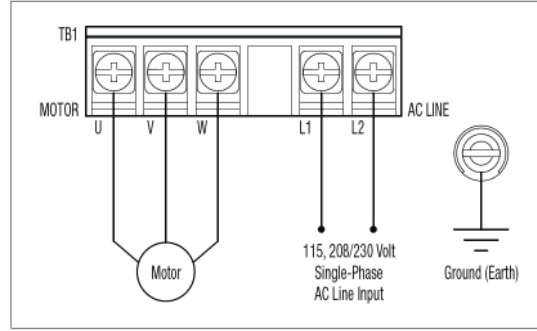 TB1
MOTOR
AC LINE
U V W L1 L2
Motor
115, 208/230 Volt
Single-Phase
AC Line Input
Ground (Earth)